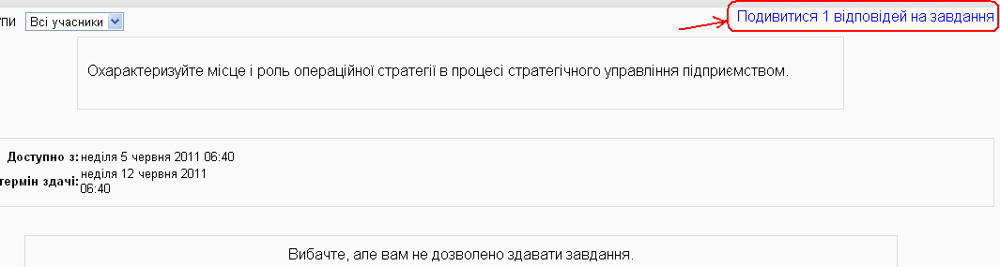 упи Всі учасники Подивитися 1 відповідей на завдання
Охарактеризуйте місце і роль операційної стратегії в процесі стратегічного управління підприємством.
Доступно з: неділя 5 червня 2011 06:40
термін здачі: неділя 12 червня 2011
06:40
Вибачте, але вам не дозволено здавати завдання.